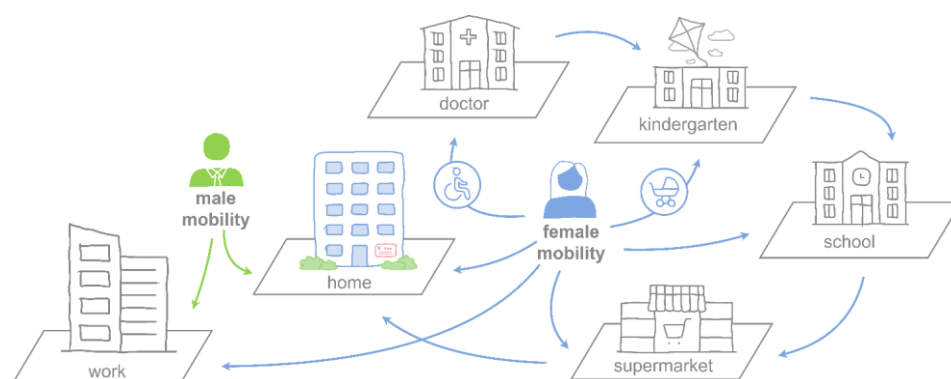 doctor
kindergarten
male
mobility
female
mobility
school
home
work
supermarket